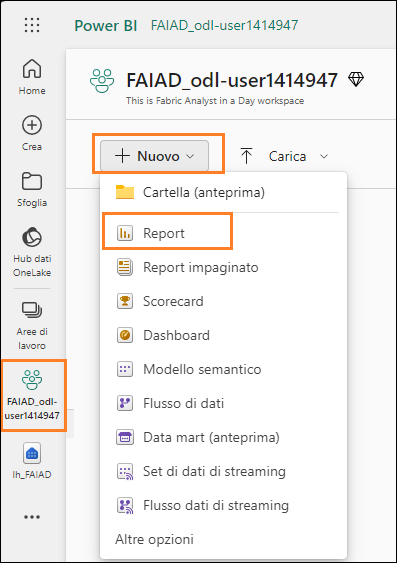 Power BI FAIAD_odl-user1414947
FAIAD_odl-user1414947
This is Fabric Analyst in a Day workspace
Home
Crea
Sfoglia
Hub dati
OneLake
Aree di
lavoro
FAIAD_odl-
user1414947
lh_FAIAD
Nuovo
Carica
Cartella (anteprima)
Report
Report impaginato
Scorecard
Dashboard
Modello semantico
Flusso di dati
Data mart (anteprima)
Set di dati di streaming
Flusso dati di streaming
Altre opzioni